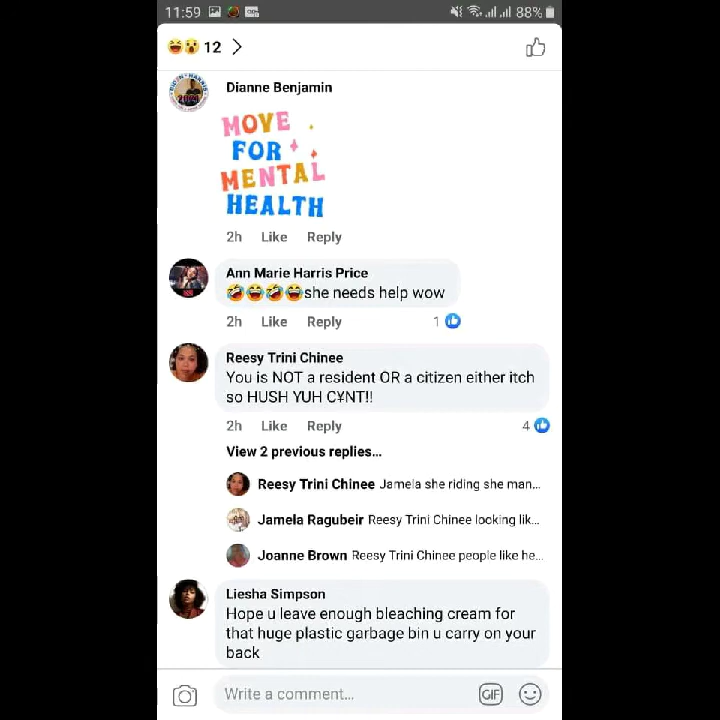 11:59 88%
12
Dianne Benjamin
MOVE
FOR
MENTAL
HEALTH
2h Like Reply
Ann Marie Harris Price
🤣😂🤣😂she needs help wow
2h Like Reply 1
Reesy Trini Chinee
You is NOT a resident OR a citizen either itch
so HUSH YUH C¥NT!!
2h Like Reply 4
View 2 previous replies...
Reesy Trini Chinee Jamela she riding she man...
Jamela Ragubeir Reesy Trini Chinee looking lik...
Joanne Brown Reesy Trini Chinee people like he...
Liesha Simpson
Hope u leave enough bleaching cream for
that huge plastic garbage bin u carry on your
back
Write a comment...
GIF